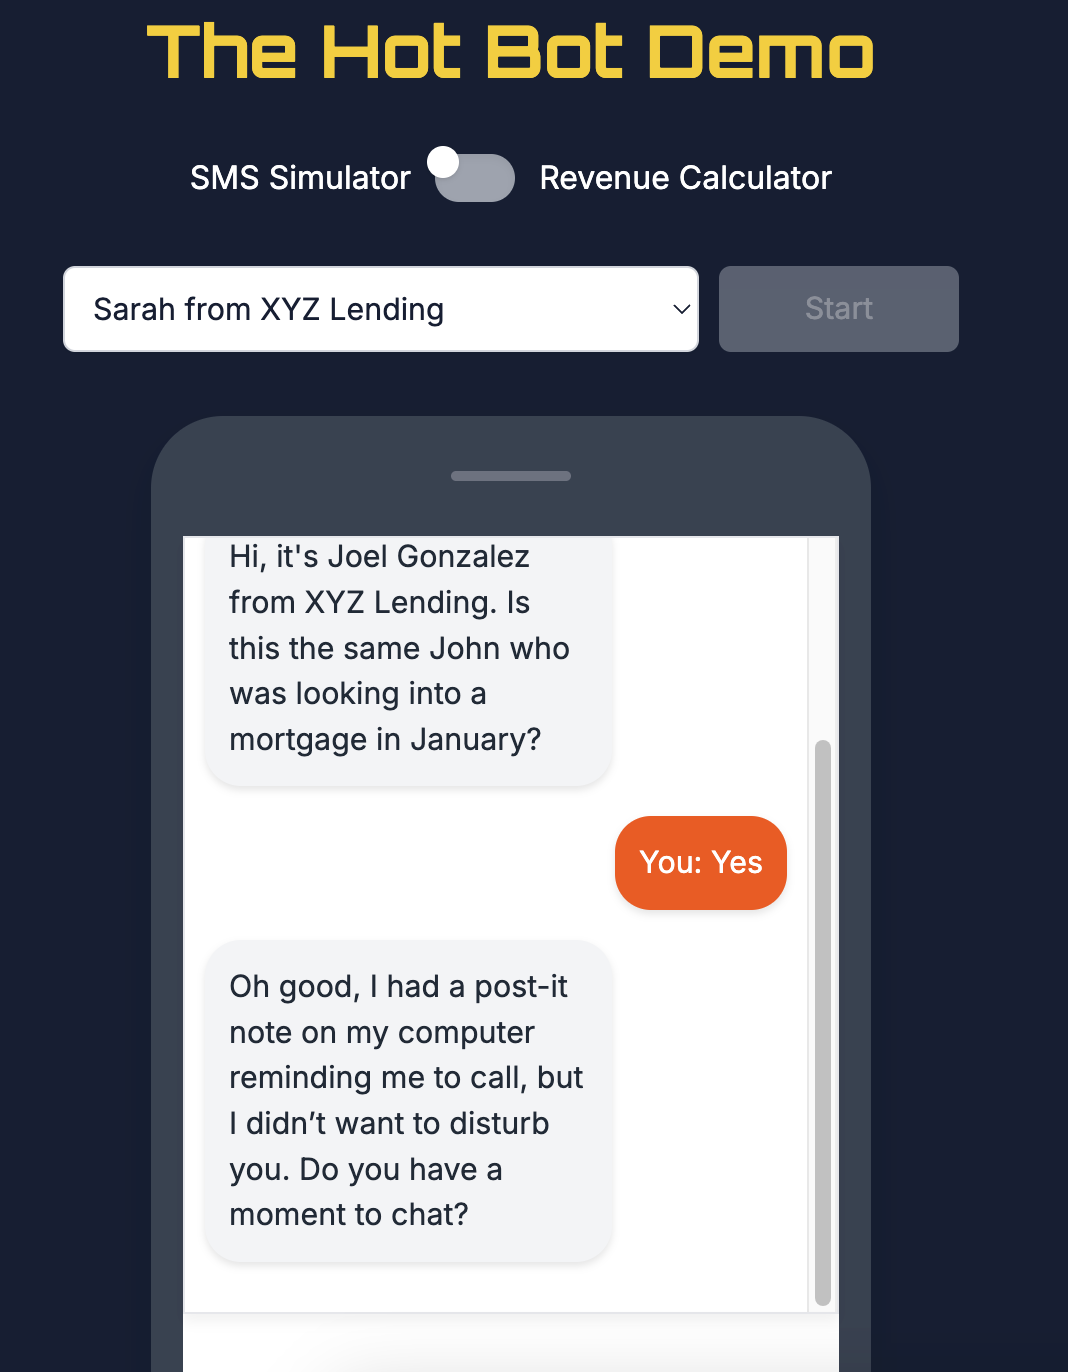 The Hot Bot Demo
SMS Simulator Revenue Calculator
Sarah from XYZ Lending Start
Hi, it's Joel Gonzalez
from XYZ Lending. Is
this the same John who
was looking into a
mortgage in January?
You: Yes
Oh good, I had a post-it
note on my computer
reminding me to call, but
I didn’t want to disturb
you. Do you have a
moment to chat?